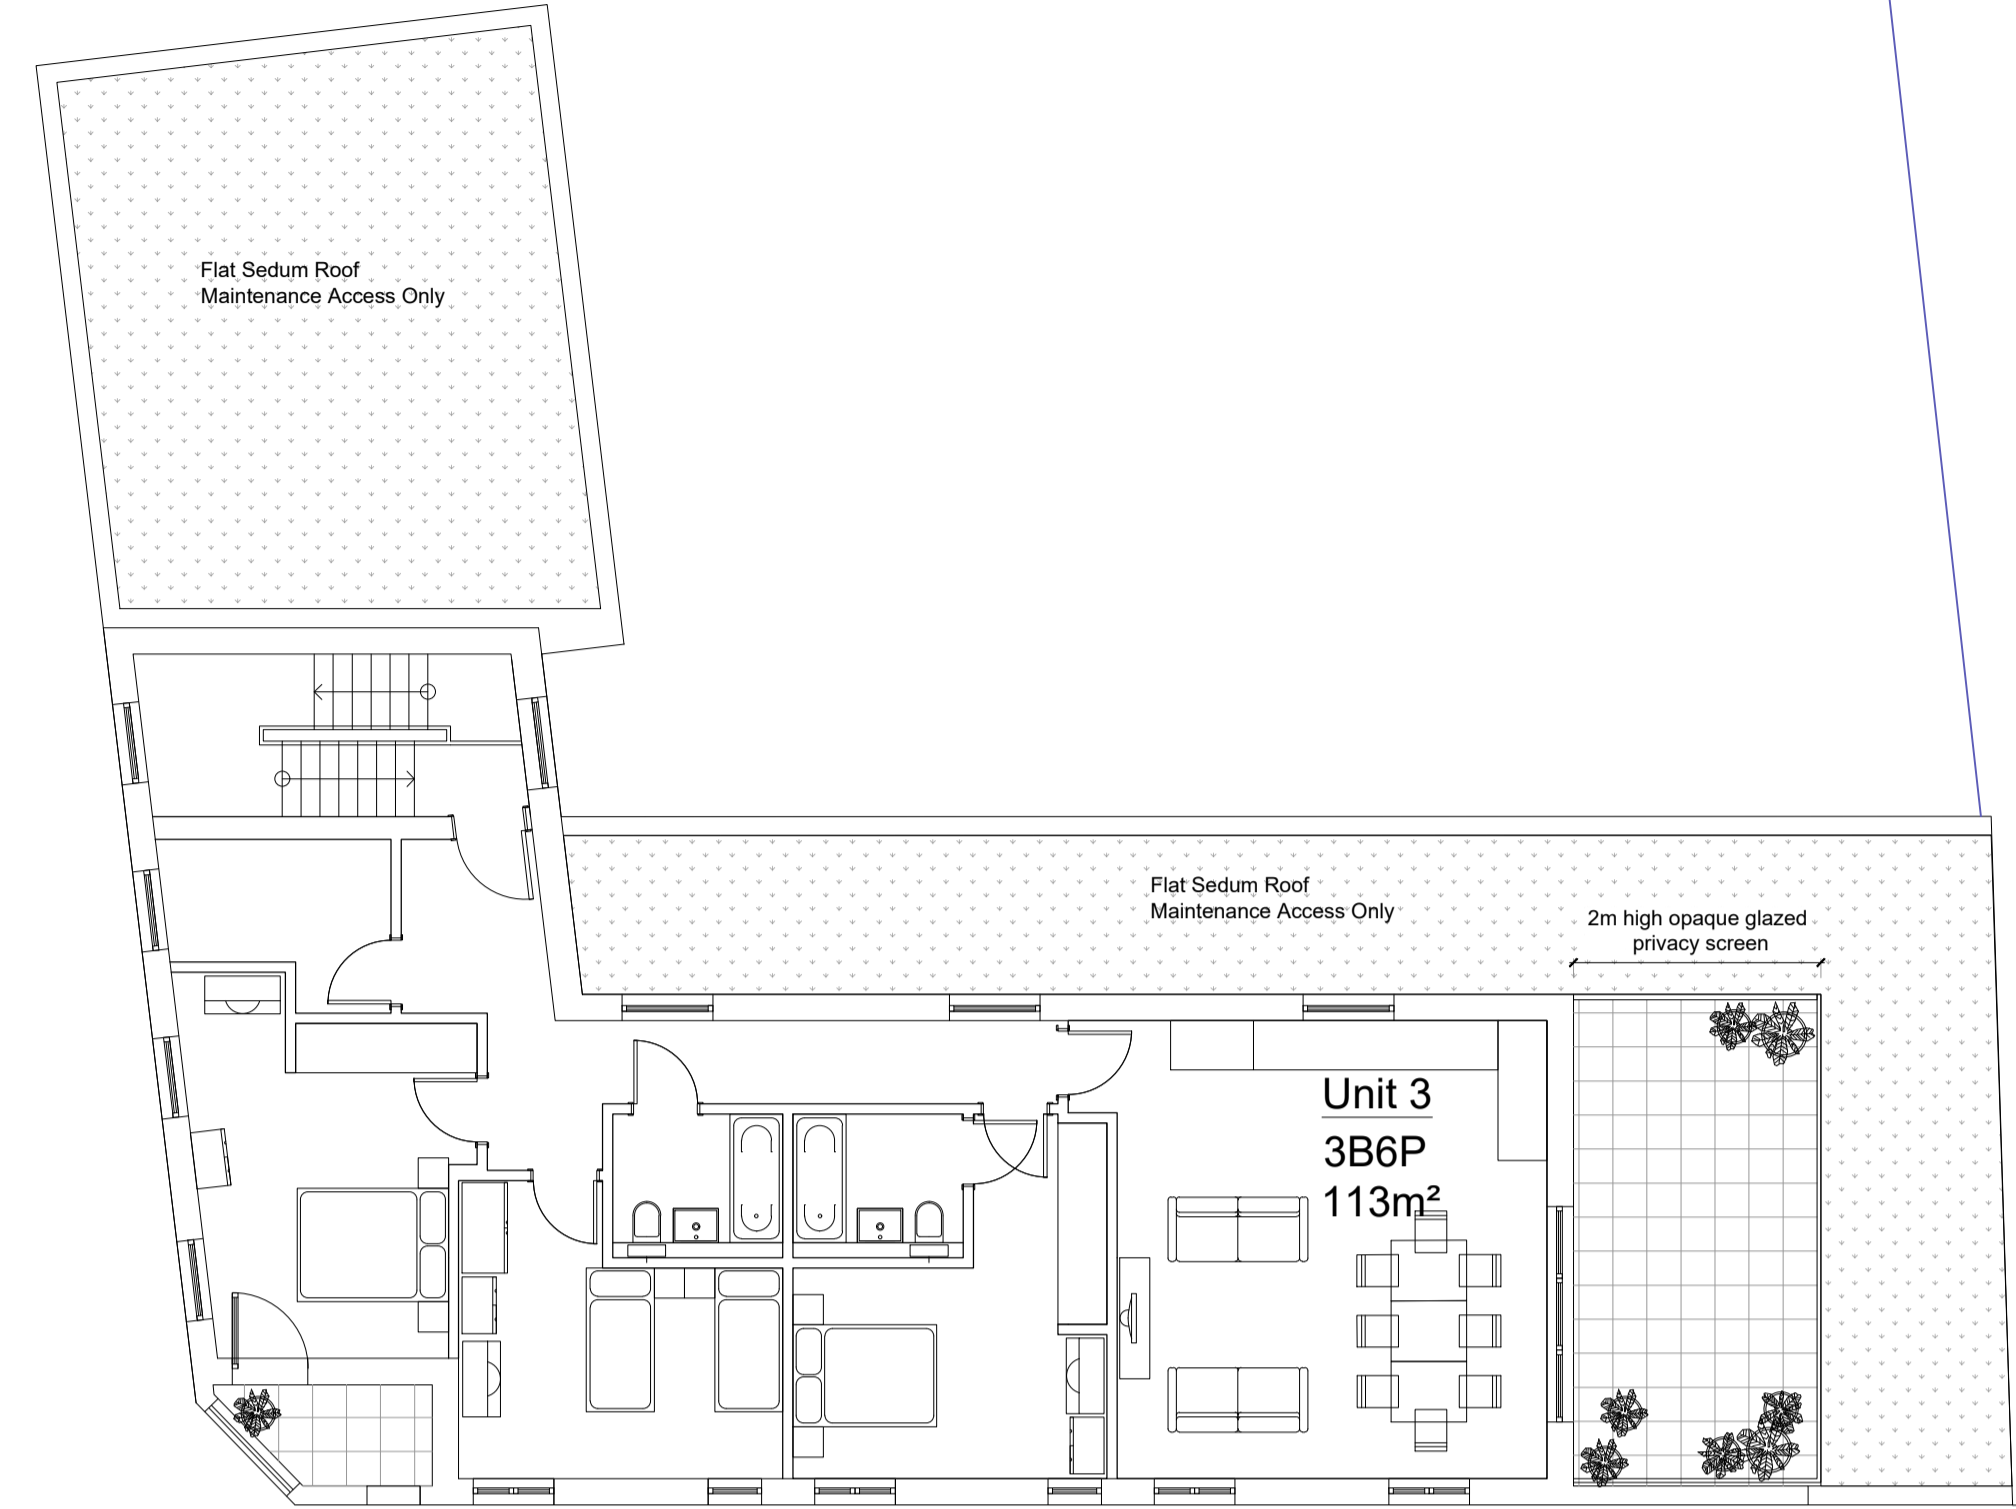 Flat Sedum Roof
Maintenance Access Only
Flat Sedum Roof
Maintenance Access Only
2m high opaque glazed
privacy screen
Unit 3
3B6P
113m²